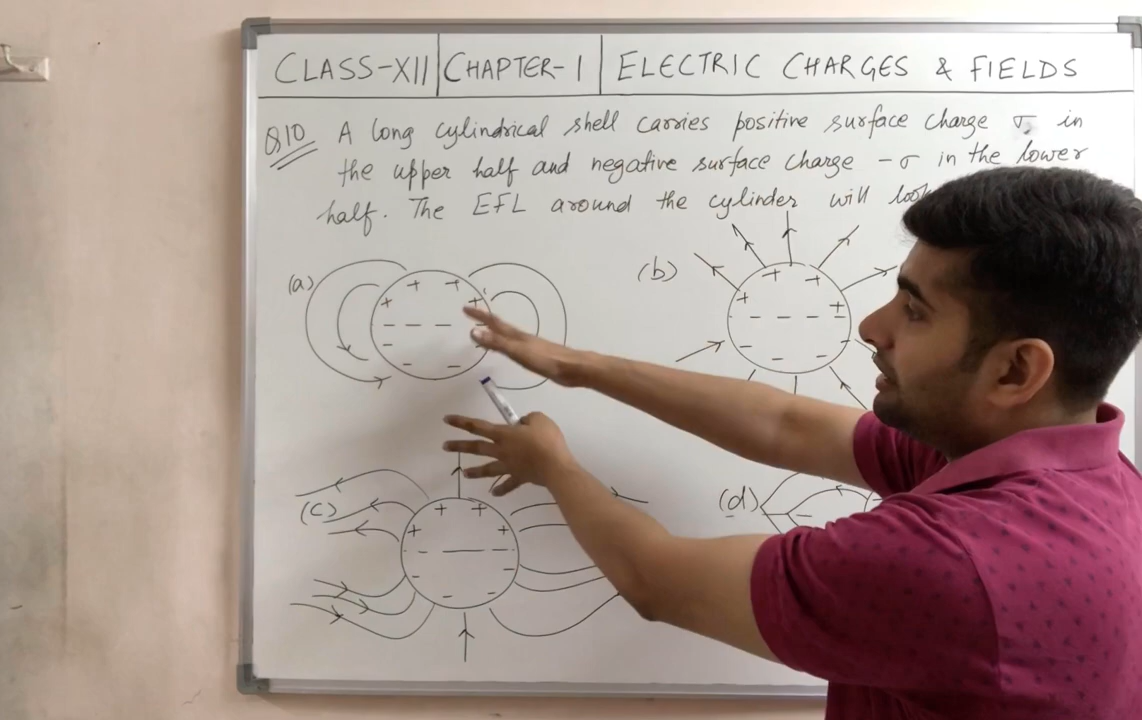 CLASS-XII CHAPTER-1 ELECTRIC CHARGES & FIELDS
Q10 A long cylindrical shell carries positive surface charge σ, in
the upper half and negative surface charge -σ in the lower
half. The EFL around the cylinder will
(a) (b)
+ + + +
+ + + +
- - - -
- - - -
- - - -
- - - -
(c) (d)
+ + + +
- - -
- - - -